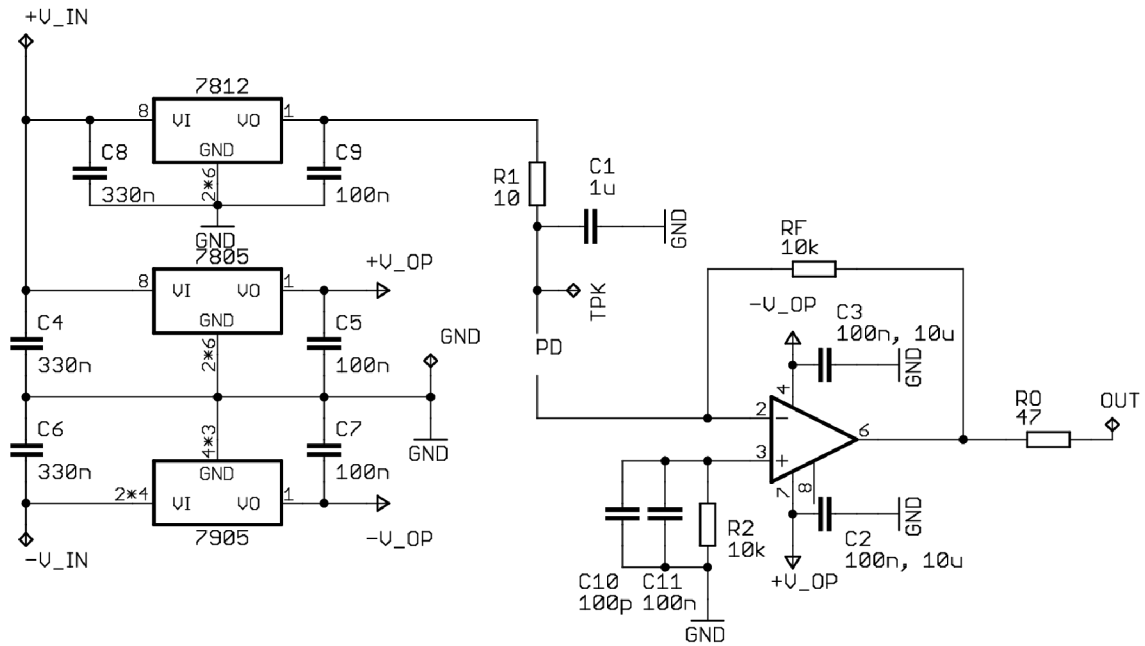 +V_IN
7812
8
VI
VO
1
GND
2*6
C8
330n
C9
100n
GND
R1
10
C1
1u
GND
TPK
PD
7805
8
VI
VO
1
GND
2*6
+V_OP
C4
330n
C5
100n
GND
GND
C6
330n
C7
100n
4*3
GND
2*4
VI
VO
1
7905
-V_IN
-V_OP
RF
10k
-V_OP
C3
100n, 10u
GND
4
2
-
3
+
6
7
8
RO
47
OUT
C2
100n, 10u
GND
+V_OP
R2
10k
C10
100p
C11
100n
GND